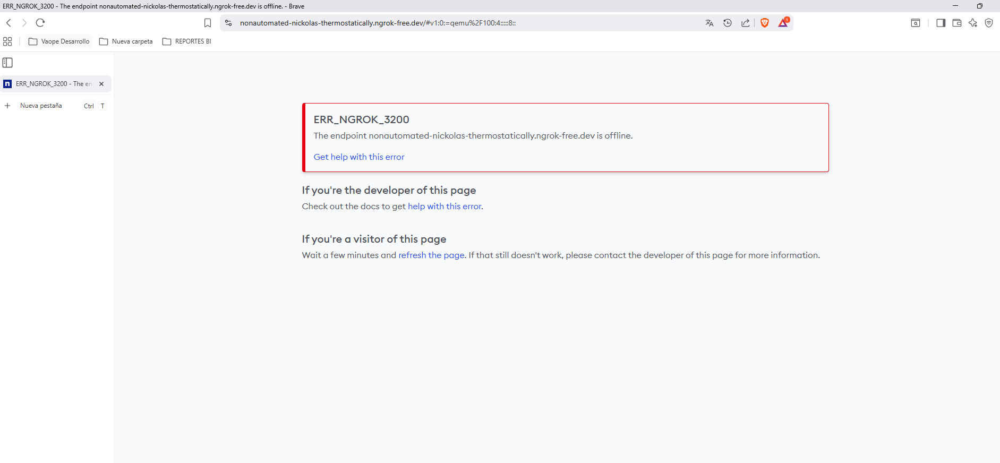 ERR_NGROK_3200 - The endpoint nonautomated-nickolas-thermostatically.ngrok-free.dev is offline. - Brave
nonautomated-nickolas-thermostatically.ngrok-free.dev/#v1:0:=qemu%2F100:4:::::8::
1
Vaope Desarrollo
Nueva carpeta
REPORTES BI
n
ERR_NGROK_3200 - The en
Nueva pestaña
Ctrl
T
ERR_NGROK_3200
The endpoint nonautomated-nickolas-thermostatically.ngrok-free.dev is offline.
Get help with this error
If you're the developer of this page
Check out the docs to get help with this error.
If you're a visitor of this page
Wait a few minutes and refresh the page. If that still doesn't work, please contact the developer of this page for more information.